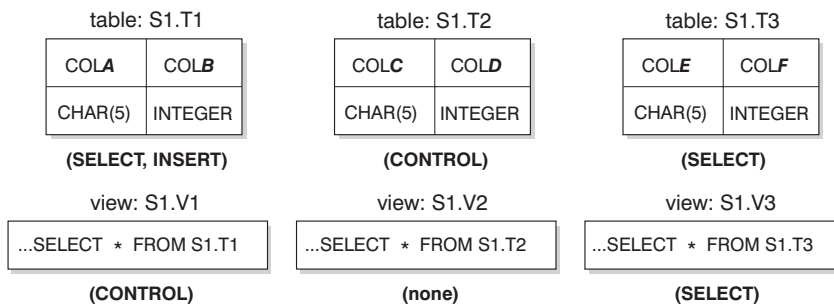 table: S1.T1
table: S1.T2
table: S1.T3
COLA COLB
COLC COLD
COLE COLF
CHAR(5) INTEGER
CHAR(5) INTEGER
CHAR(5) INTEGER
(SELECT, INSERT)
(CONTROL)
(SELECT)
view: S1.V1
view: S1.V2
view: S1.V3
...SELECT * FROM S1.T1
...SELECT * FROM S1.T2
...SELECT * FROM S1.T3
(CONTROL)
(none)
(SELECT)